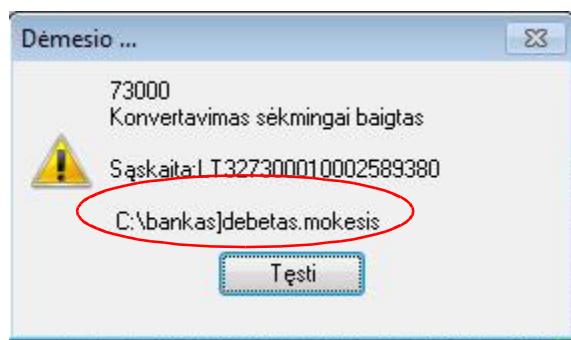 Dėmesio ...
73000
Konvertavimas sėkmingai baigtas
Sąskaita:LT327300010002589380
C:\bankas]debetas.mokesis
Tęsti